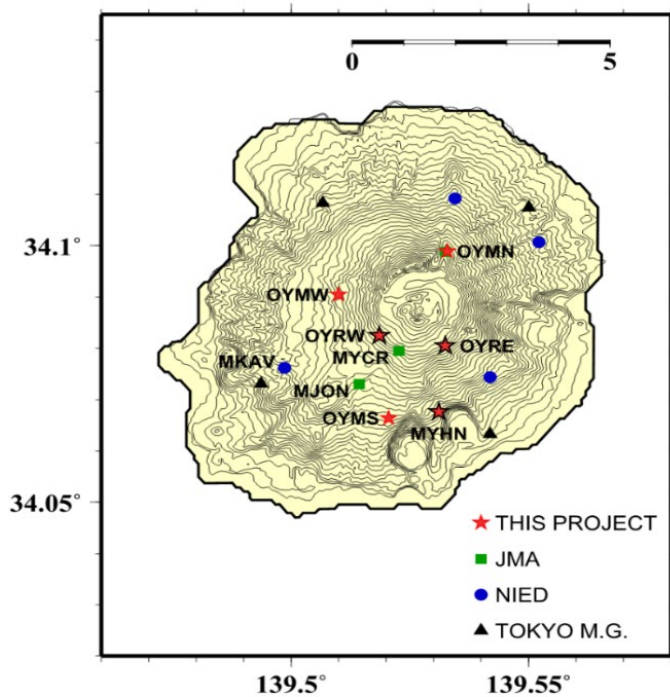 0 5
34.1°
OYMN
OYMW
OYRW
MYCR
OYRE
MKAV
MJON
OYMS
MYHN
34.05°
THIS PROJECT
JMA
NIED
TOKYO M.G.
139.5° 139.55°